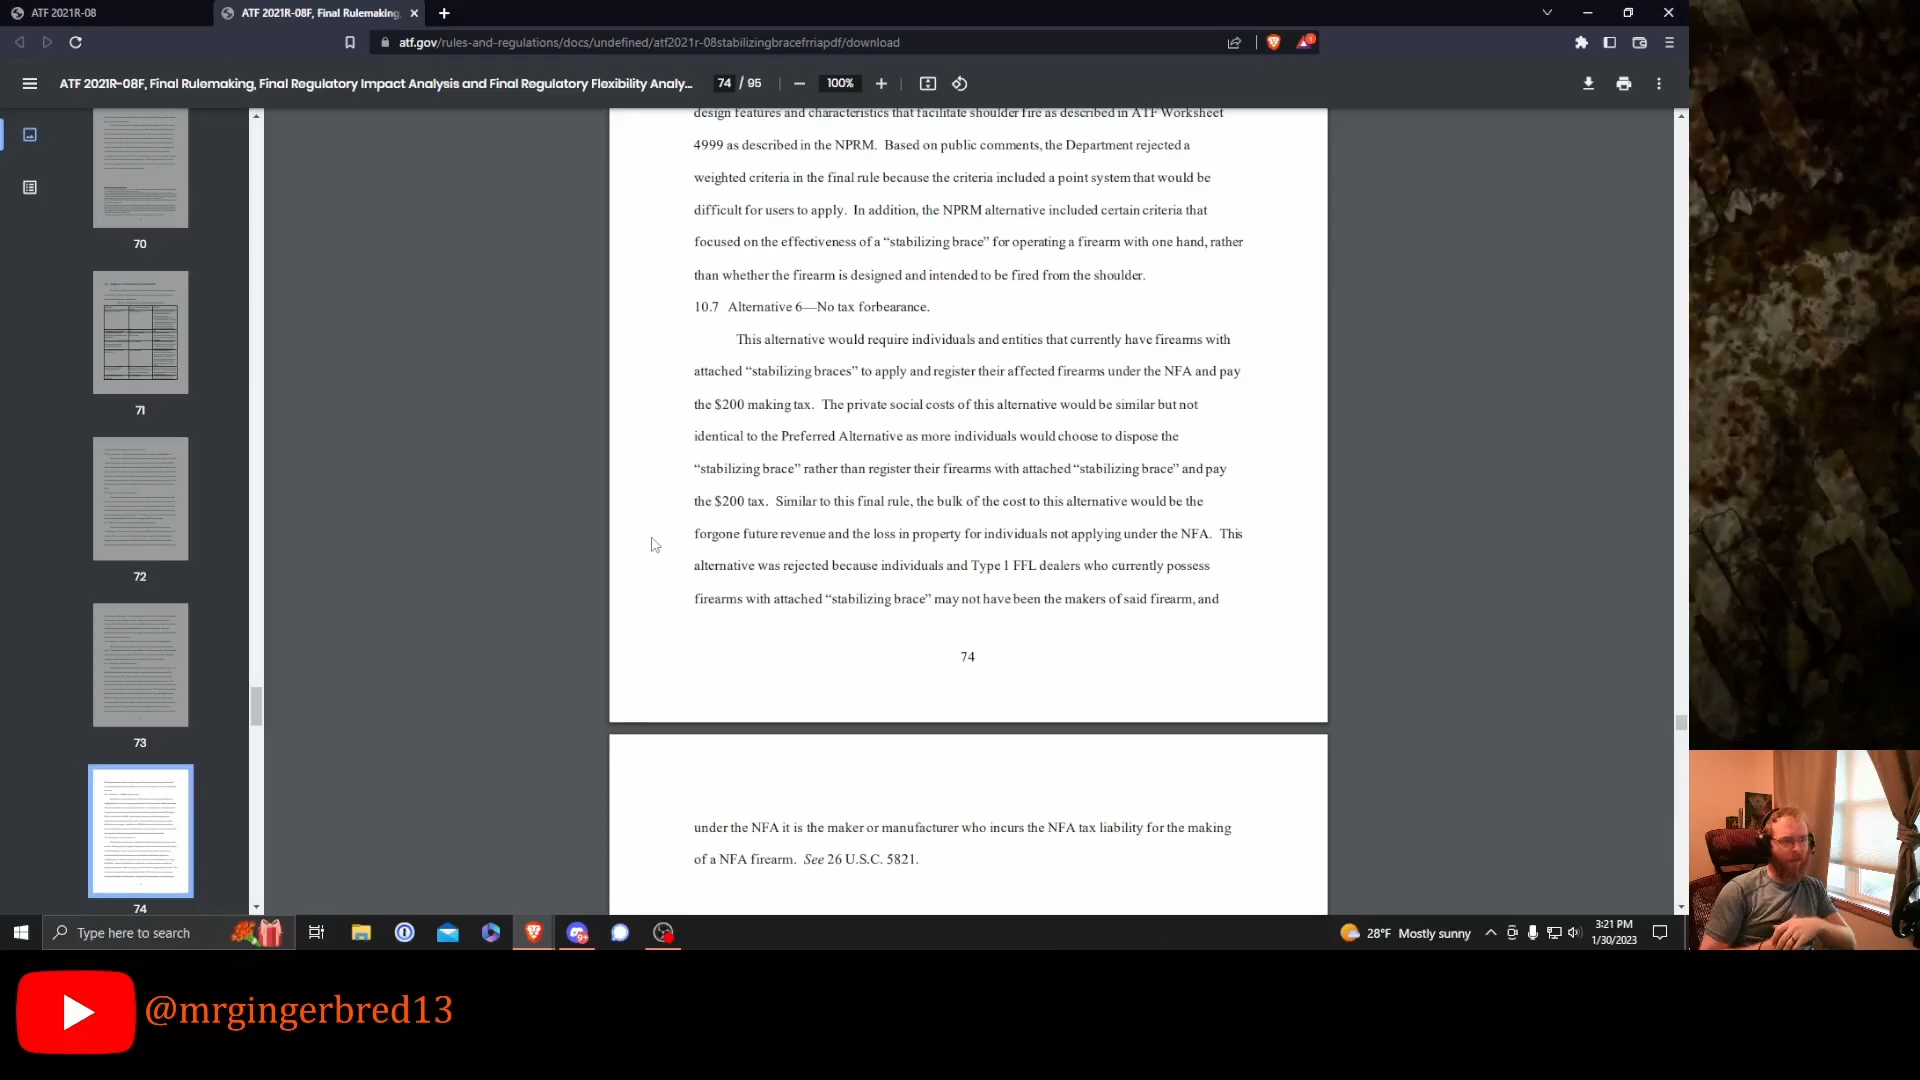 ATF 2021R-08
ATF 2021R-08F, Final Rulemaking,
atf.gov/rules-and-regulations/docs/undefined/atf2021r-08stabilizingbracefrriapdf/download
1
ATF 2021R-08F, Final Rulemaking, Final Regulatory Impact Analysis and Final Regulatory Flexibility Analy...
74 / 95
100%
70
71
72
73
74
design features and characteristics that facilitate shoulder fire as described in ATF Worksheet
4999 as described in the NPRM. Based on public comments, the Department rejected a
weighted criteria in the final rule because the criteria included a point system that would be
difficult for users to apply. In addition, the NPRM alternative included certain criteria that
focused on the effectiveness of a “stabilizing brace” for operating a firearm with one hand, rather
than whether the firearm is designed and intended to be fired from the shoulder.
10.7 Alternative 6—No tax forbearance.
This alternative would require individuals and entities that currently have firearms with
attached “stabilizing braces” to apply and register their affected firearms under the NFA and pay
the $200 making tax. The private social costs of this alternative would be similar but not
identical to the Preferred Alternative as more individuals would choose to dispose the
“stabilizing brace” rather than register their firearms with attached “stabilizing brace” and pay
the $200 tax. Similar to this final rule, the bulk of the cost to this alternative would be the
forgone future revenue and the loss in property for individuals not applying under the NFA. This
alternative was rejected because individuals and Type 1 FFL dealers who currently possess
firearms with attached “stabilizing brace” may not have been the makers of said firearm, and
74
under the NFA it is the maker or manufacturer who incurs the NFA tax liability for the making
of a NFA firearm. See 26 U.S.C. 5821.
Type here to search
28°F Mostly sunny
3:21 PM
1/30/2023
@mrgingerbred13